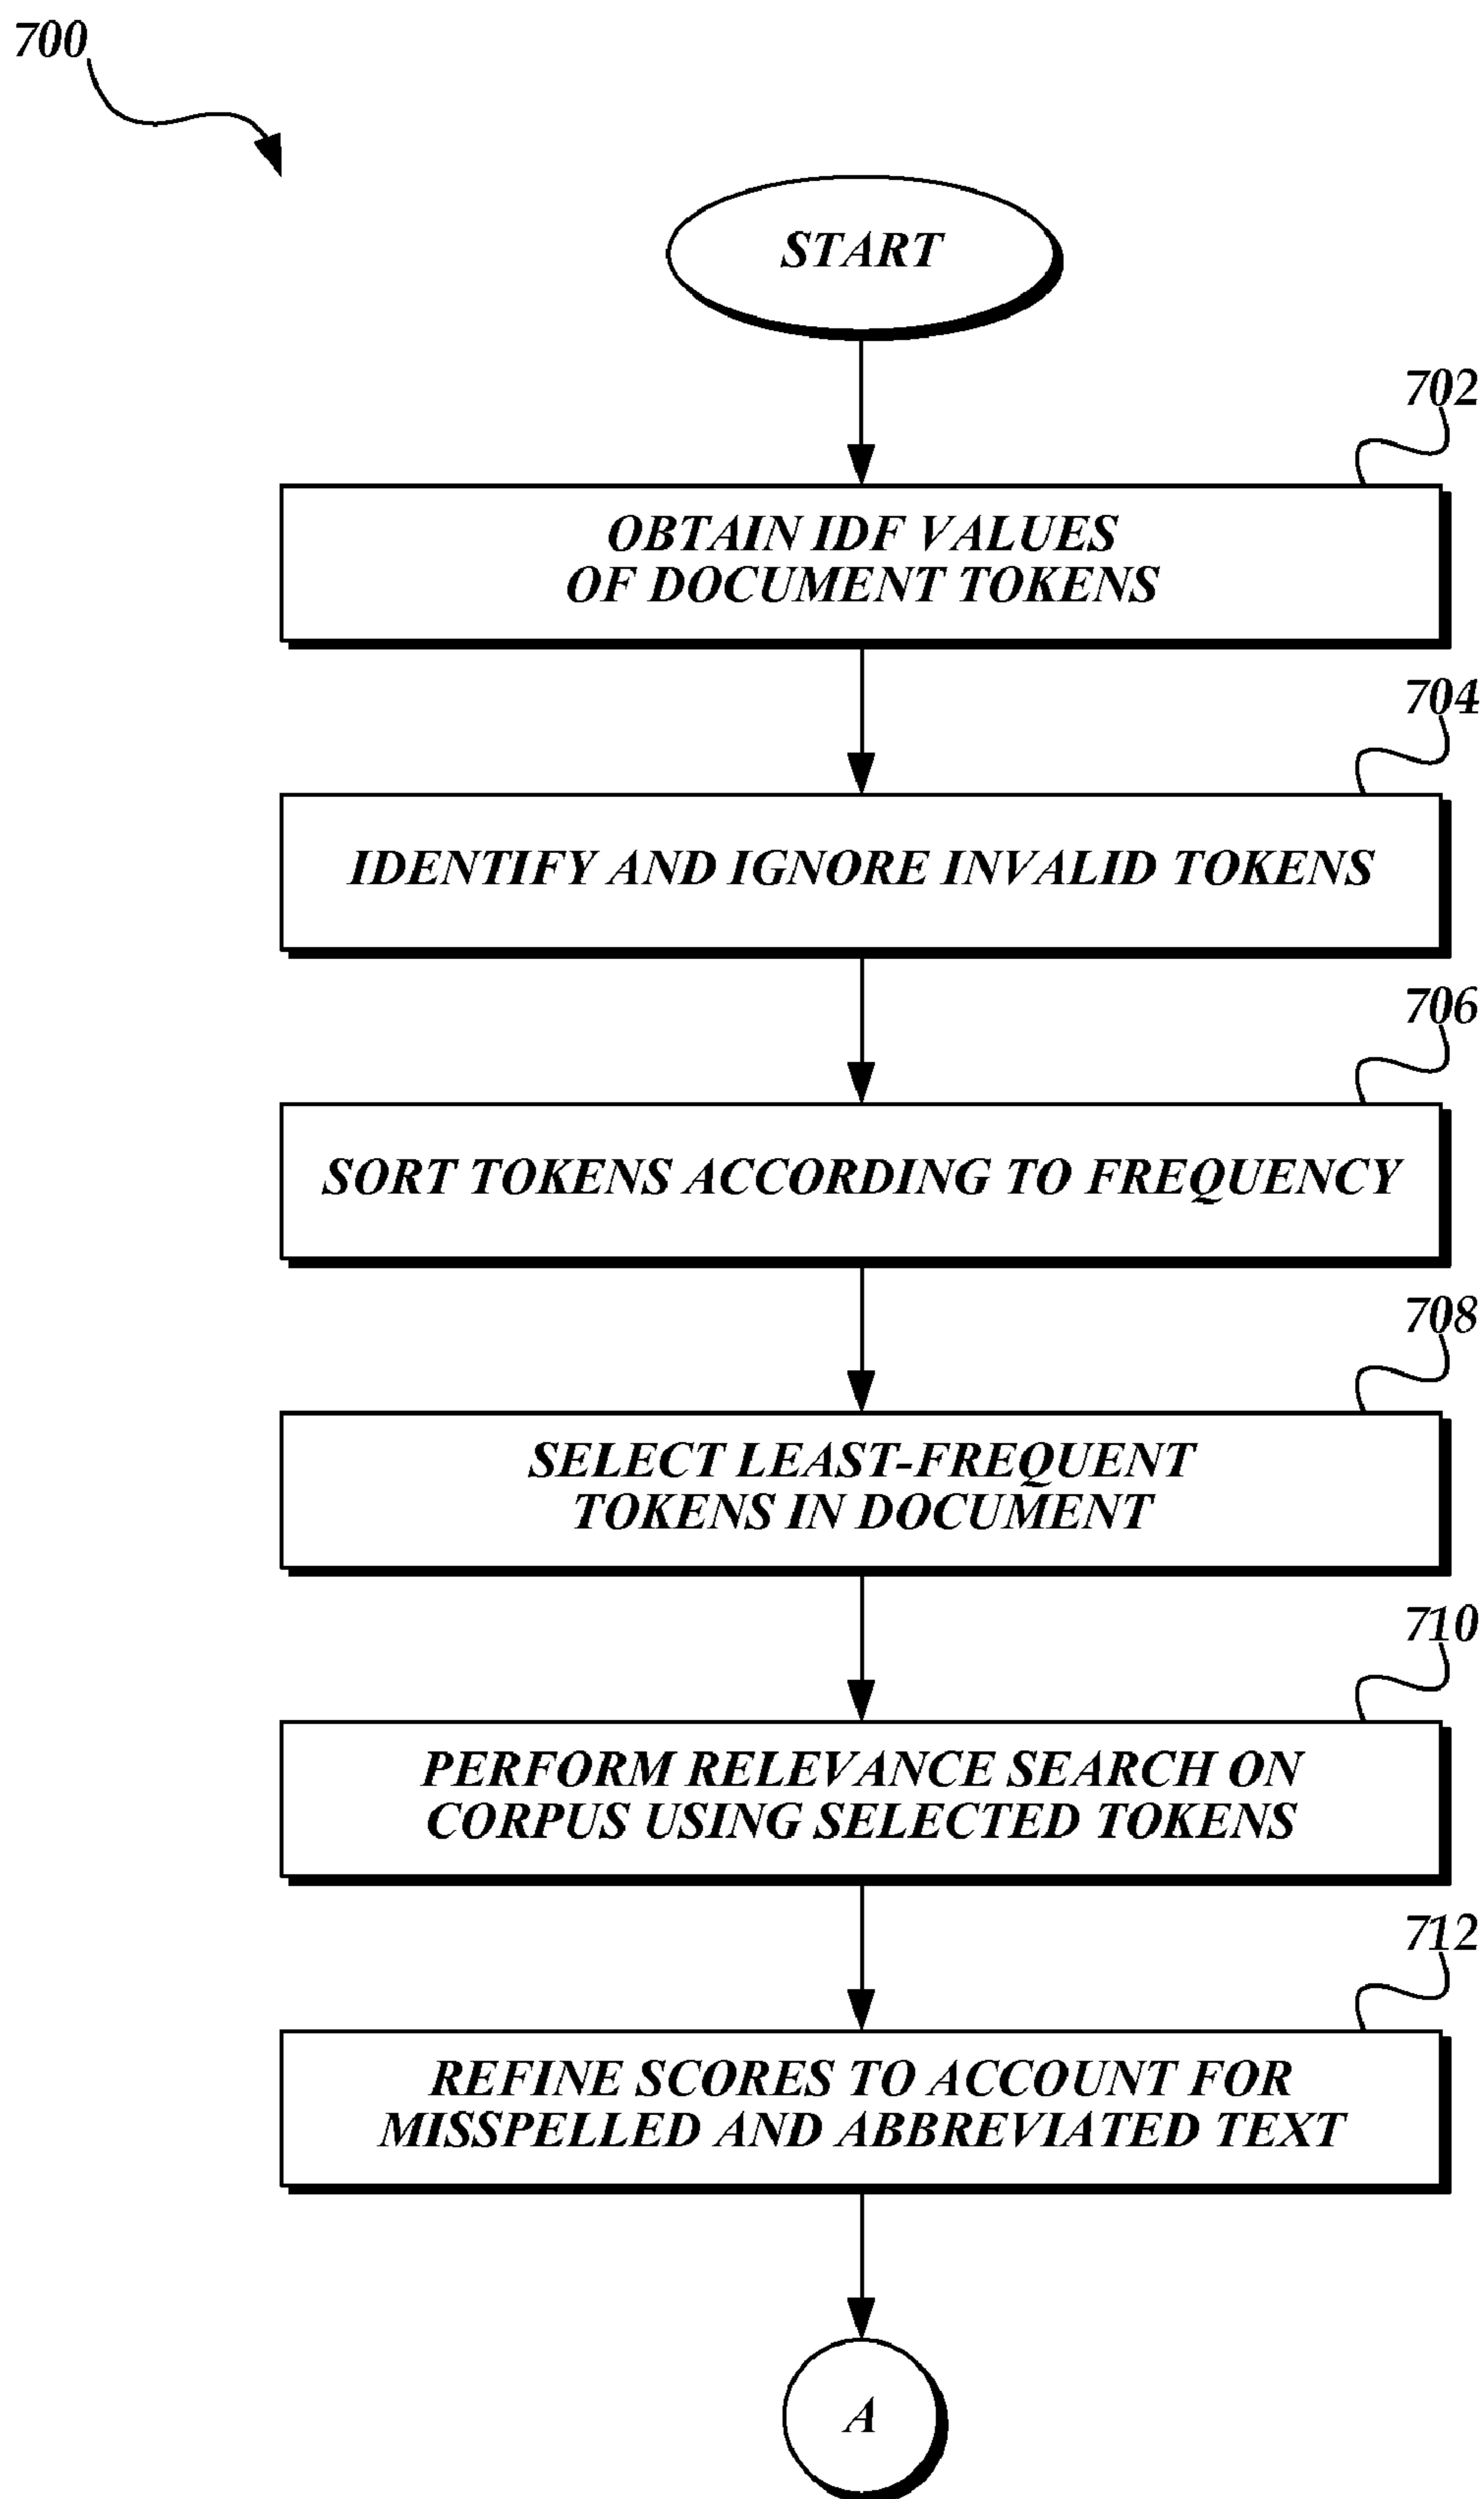 700
START
702
OBTAIN IDF VALUES
OF DOCUMENT TOKENS
704
IDENTIFY AND IGNORE INVALID TOKENS
706
SORT TOKENS ACCORDING TO FREQUENCY
708
SELECT LEAST-FREQUENT
TOKENS IN DOCUMENT
710
PERFORM RELEVANCE SEARCH ON
CORPUS USING SELECTED TOKENS
712
REFINE SCORES TO ACCOUNT FOR
MISSPELLED AND ABBREVIATED TEXT
A